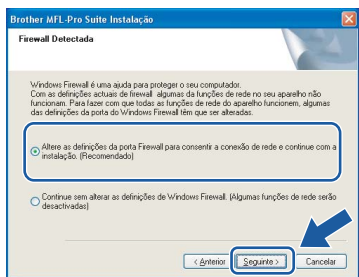 Brother MFL-Pro Suite Instalação
Firewall Detectada
Windows Firewall é uma ajuda para proteger o seu computador.
Com as definições actuais de firewall algumas da funções de rede no seu aparelho não
funcionam. Para fazer com que todas as funções de rede do aparelho funcionem, algumas
das definições da porta do Windows Firewall têm que ser alteradas.
Altere as definições da porta Firewall para consentir a conexão de rede e continue com a
instalação. (Recomendado)
Continue sem alterar as definições de Windows Firewall. (Algumas funções de rede serão
desactivadas)
< Anterior
Seguinte >
Cancelar